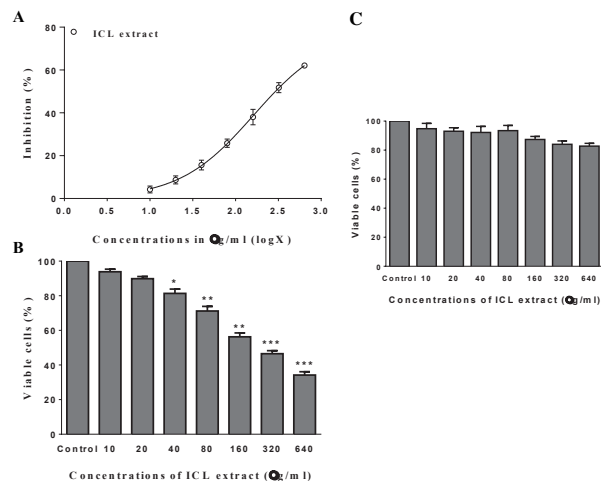 A
80
60
40
20
0
Inhibition (%)
ICL extract
0.0 0.5 1.0 1.5 2.0 2.5 3.0
Concentrations in g/ml (logX)
B
100
80
60
40
20
0
Viable cells (%)
* ** ** *** ***
Control 10 20 40 80 160 320 640
Concentrations of ICL extract ( g/ml)
C
100
80
60
40
20
0
Viable cells (%)
Control 10 20 40 80 160 320 640
Concentrations of ICL extract ( g/ml)